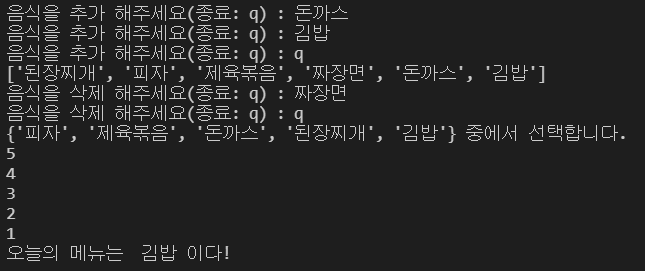 음식을 추가 해주세요(종료: q) : 돈까스
음식을 추가 해주세요(종료: q) : 김밥
음식을 추가 해주세요(종료: q) : q
['된장찌개', '피자', '제육볶음', '짜장면', '돈까스', '김밥']
음식을 삭제 해주세요(종료: q) : 짜장면
음식을 삭제 해주세요(종료: q) : q
{'피자', '제육볶음', '돈까스', '된장찌개', '김밥'} 중에서 선택합니다.
5
4
3
2
1
오늘의 메뉴는  김밥 이다!